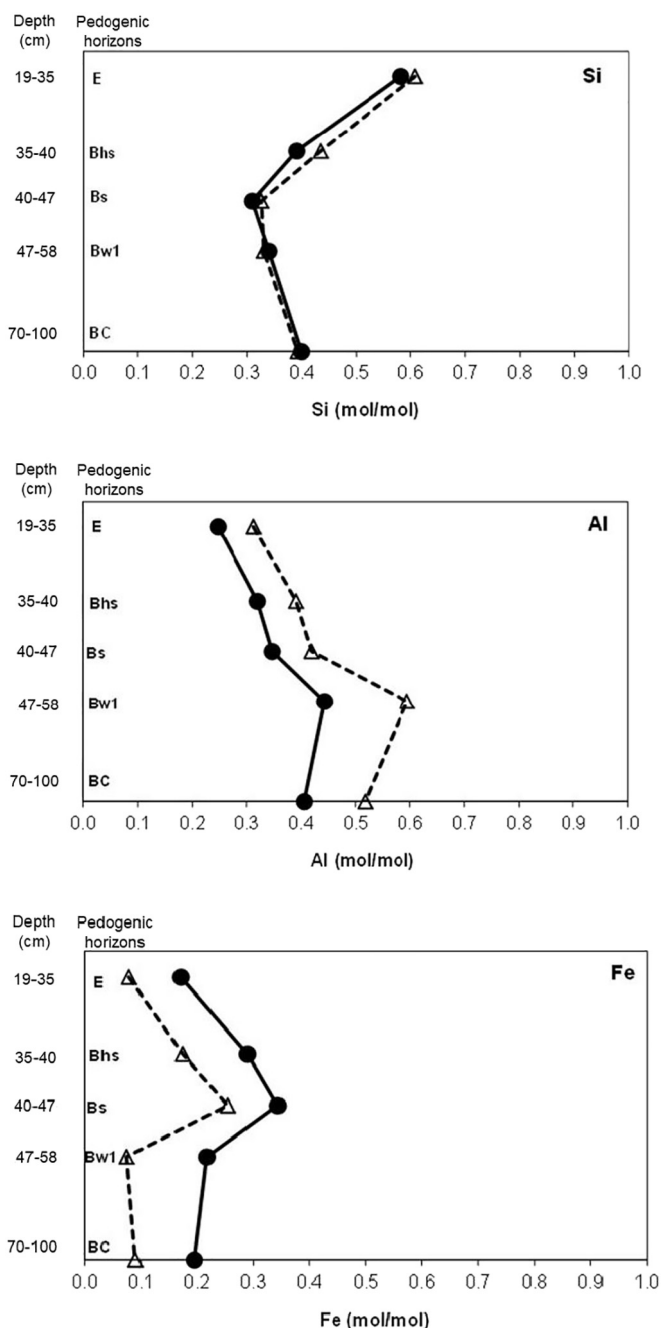 Depth Pedogenic
(cm) horizons
19-35 E Si
35-40 Bhs
40-47 Bs
47-58 Bw1
70-100 BC
0.0 0.1 0.2 0.3 0.4 0.5 0.6 0.7 0.8 0.9 1.0
Si (mol/mol)
Depth Pedogenic
(cm) horizons
19-35 E Al
35-40 Bhs
40-47 Bs
47-58 Bw1
70-100 BC
0.0 0.1 0.2 0.3 0.4 0.5 0.6 0.7 0.8 0.9 1.0
Al (mol/mol)
Depth Pedogenic
(cm) horizons
19-35 E Fe
35-40 Bhs
40-47 Bs
47-58 Bw1
70-100 BC
0.0 0.1 0.2 0.3 0.4 0.5 0.6 0.7 0.8 0.9 1.0
Fe (mol/mol)